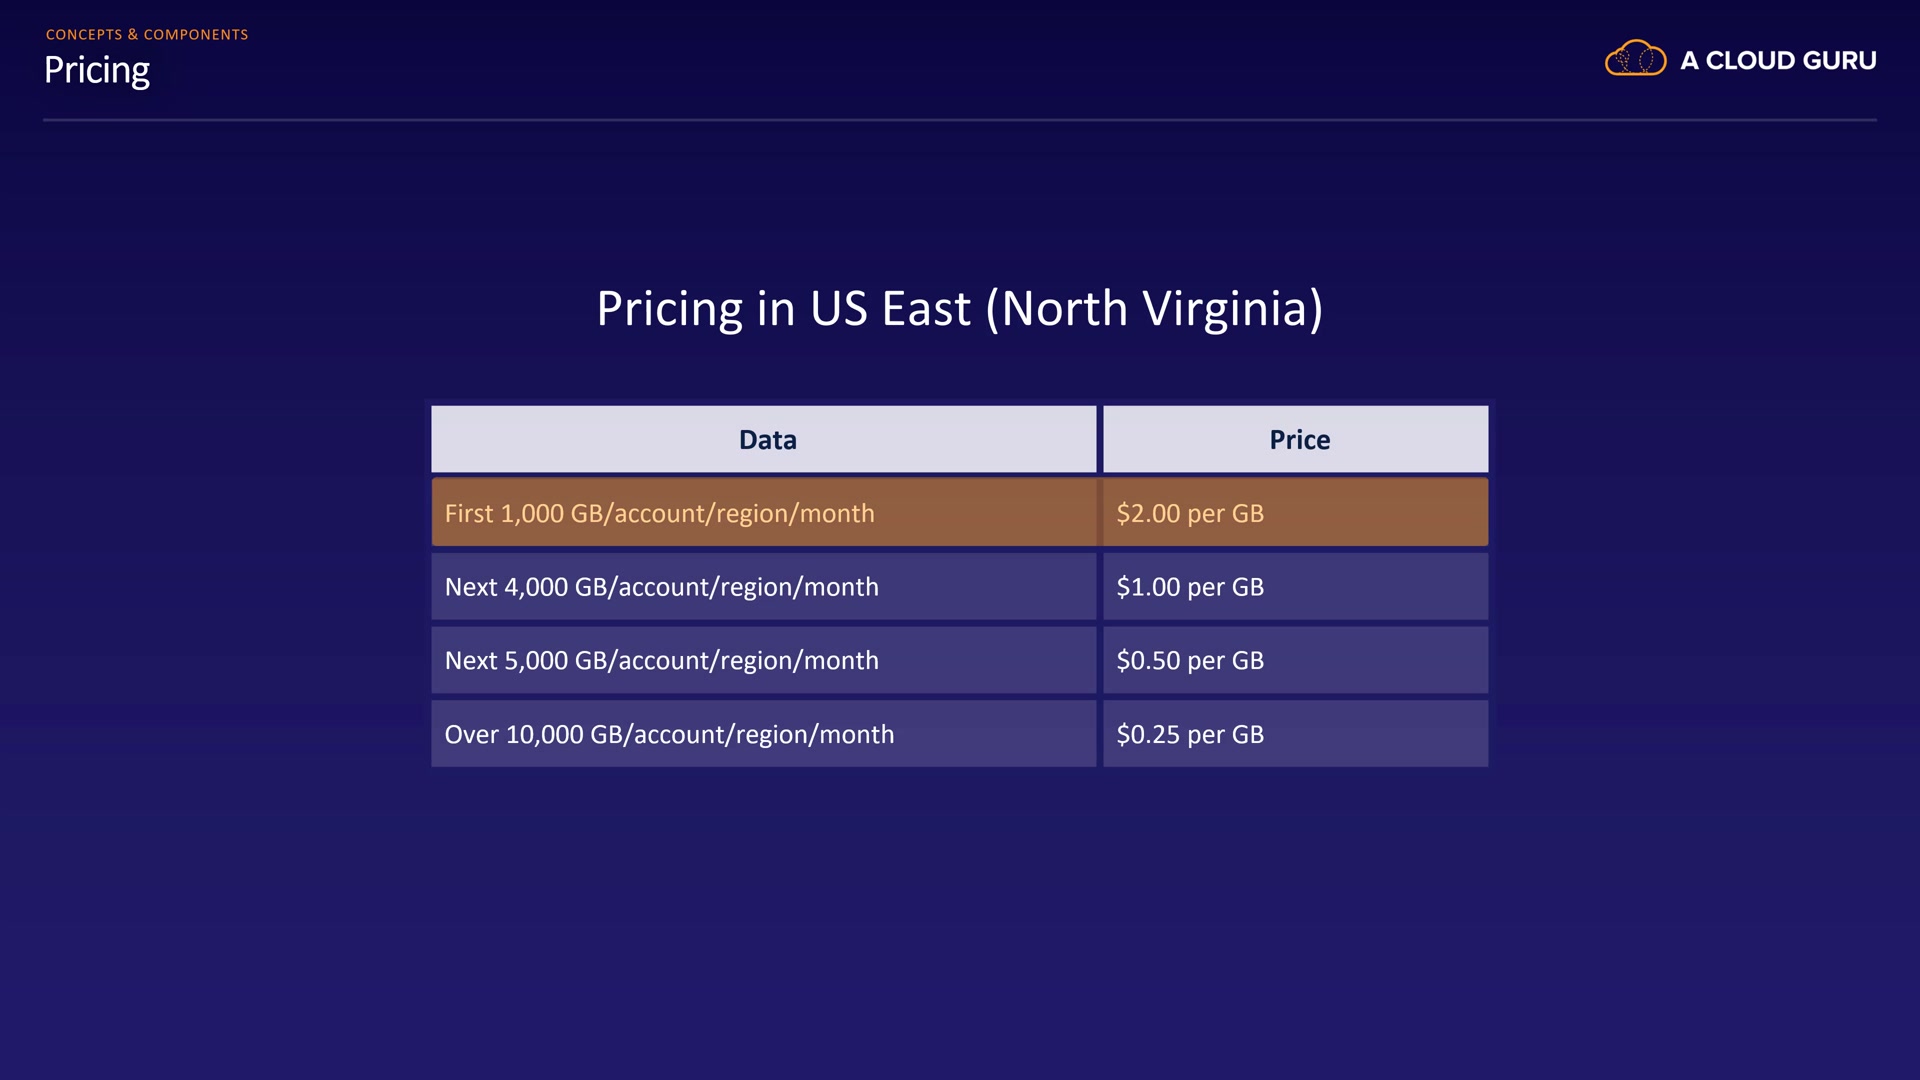 CONCEPTS & COMPONENTS
Pricing
A CLOUD GURU
Pricing in US East (North Virginia)
Data Price
First 1,000 GB/account/region/month $2.00 per GB
Next 4,000 GB/account/region/month $1.00 per GB
Next 5,000 GB/account/region/month $0.50 per GB
Over 10,000 GB/account/region/month $0.25 per GB